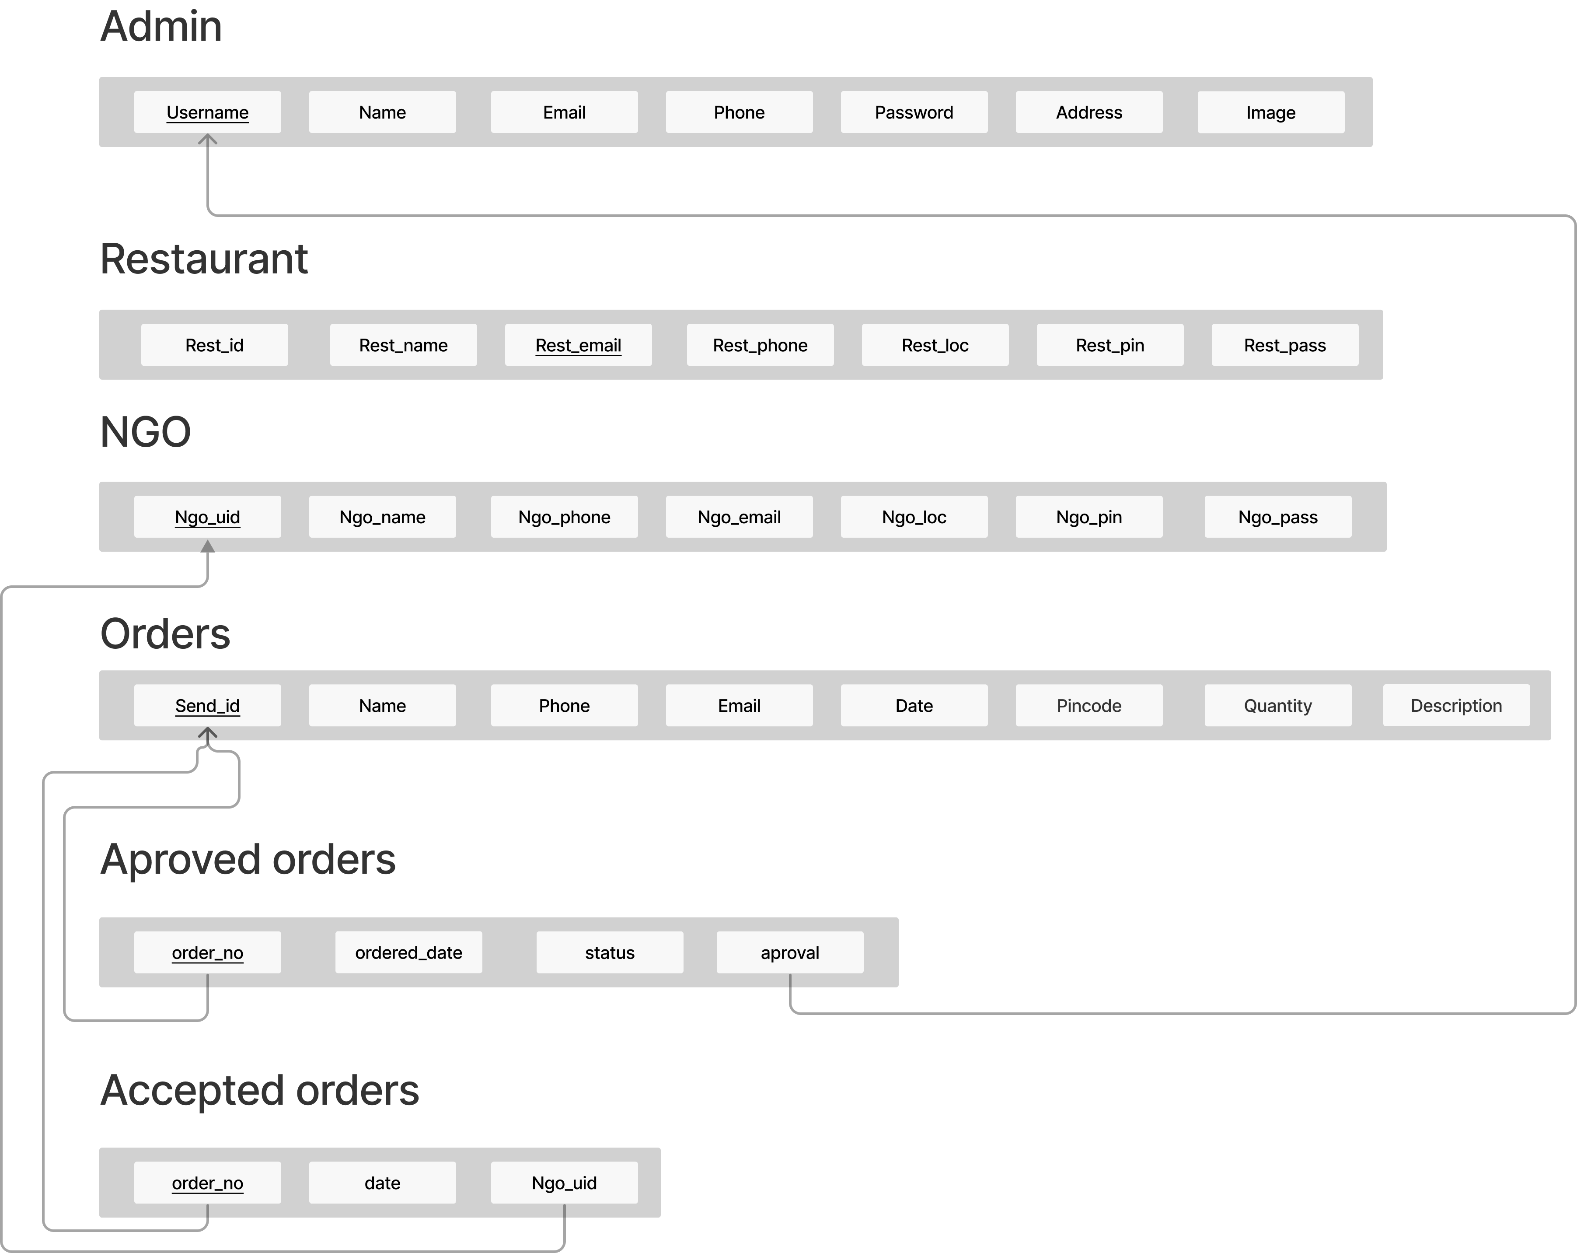 Admin
Username Name Email Phone Password Address Image
Restaurant
Rest_id Rest_name Rest_email Rest_phone Rest_loc Rest_pin Rest_pass
NGO
Ngo_uid Ngo_name Ngo_phone Ngo_email Ngo_loc Ngo_pin Ngo_pass
Orders
Send_id Name Phone Email Date Pincode Quantity Description
Aproved orders
order_no ordered_date status aproval
Accepted orders
order_no date Ngo_uid